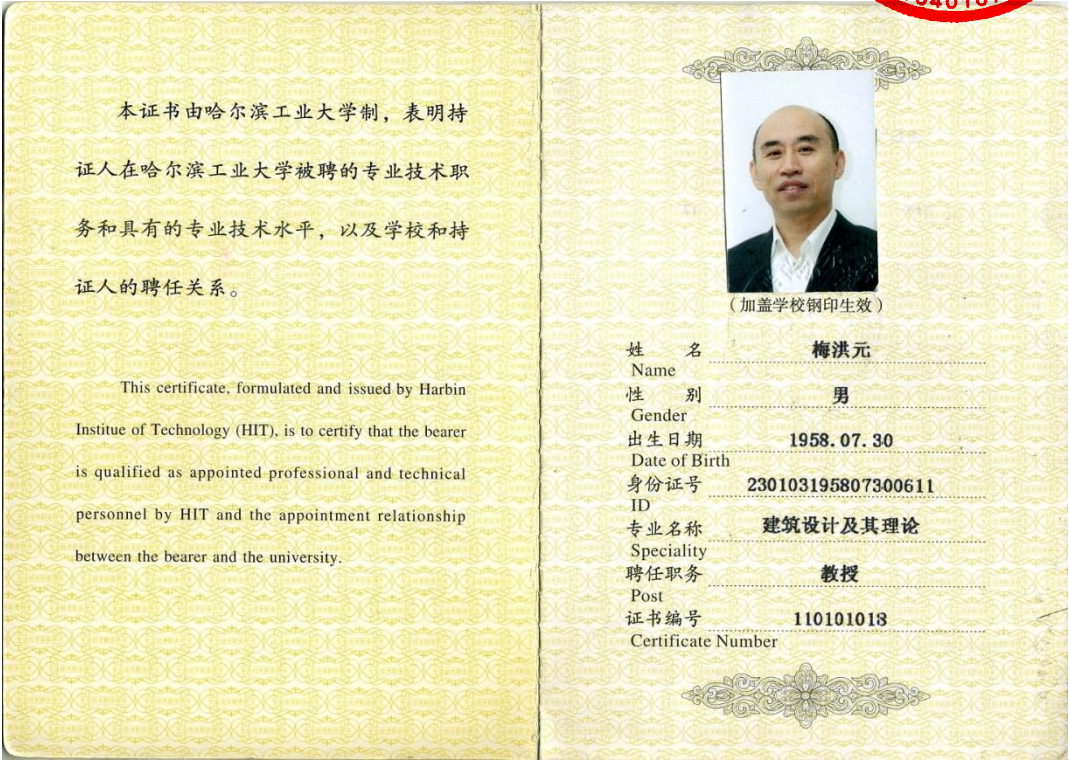 本证书由哈尔滨工业大学制，表明持
证人在哈尔滨工业大学被聘的专业技术职
务和具有的专业技术水平，以及学校和持
证人的聘任关系。
This certificate, formulated and issued by Harbin
Institue of Technology (HIT), is to certify that the bearer
is qualified as appointed professional and technical
personnel by HIT and the appointment relationship
between the bearer and the university.
（加盖学校钢印生效）
姓 名 梅洪元
Name
性 别 男
Gender
出生日期 1958.07.30
Date of Birth
身份证号 230103195807300611
ID
专业名称 建筑设计及其理论
Speciality
聘任职务 教授
Post
证书编号 110101013
Certificate Number